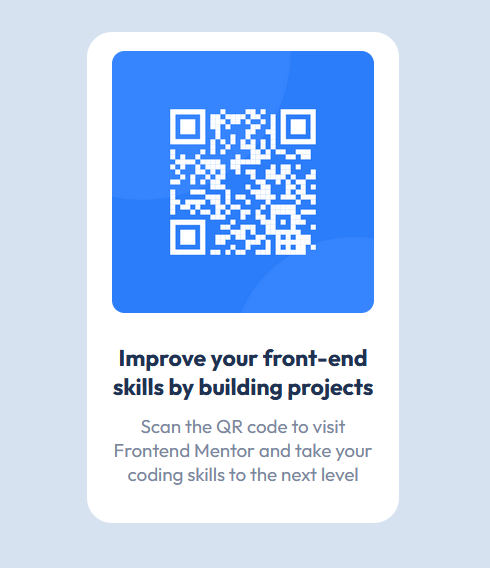 Improve your front-end
skills by building projects
Scan the QR code to visit
Frontend Mentor and take your
coding skills to the next level